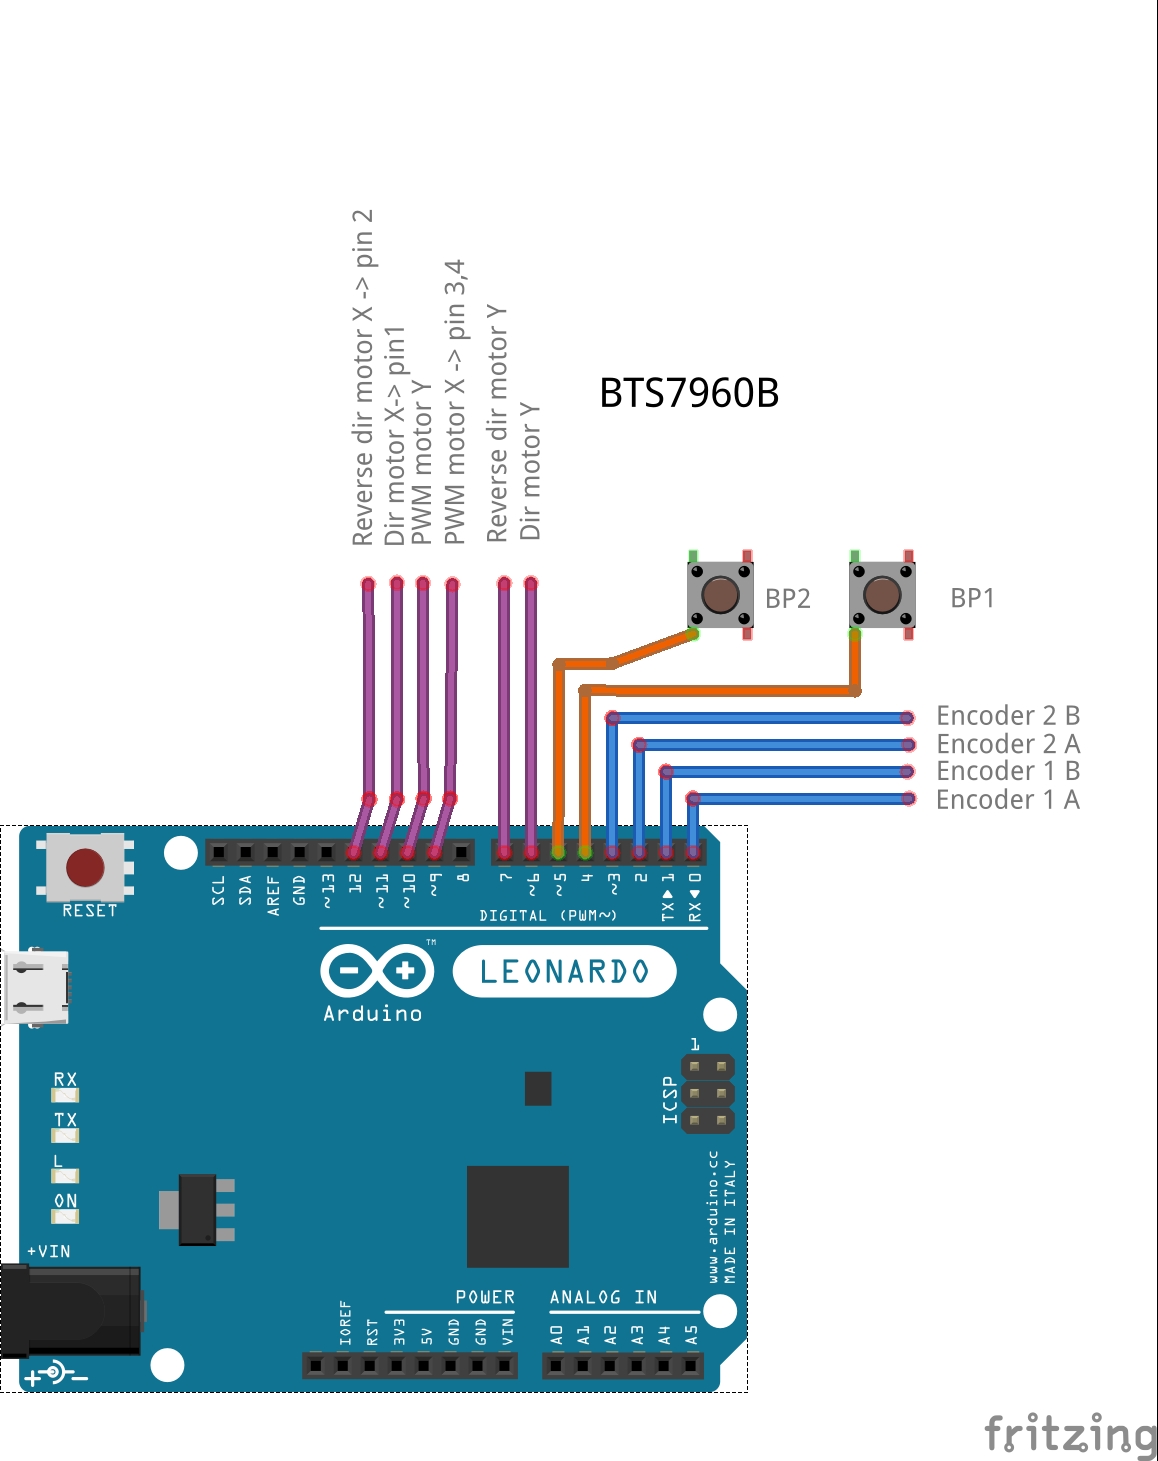 Reverse dir motor X -> pin 2
Dir motor X-> pin1
PWM motor Y
PWM motor X -> pin 3,4
Reverse dir motor Y
Dir motor Y
BTS7960B
BP2
BP1
Encoder 2 B
Encoder 2 A
Encoder 1 B
Encoder 1 A
RESET
SCL
SDA
AREF
GND
~13
12
~11
~10
~9
8
7
~6
~5
4
~3
2
TX▶1
RX◀0
DIGITAL (PWM~)
TM
LEONARDO
Arduino
1
ICSP
RX
TX
L
ON
+VIN
www.arduino.cc
MADE IN ITALY
POWER
ANALOG IN
IOREF
RST
3V3
5V
GND
GND
VIN
A0
A1
A2
A3
A4
A5
fritzing